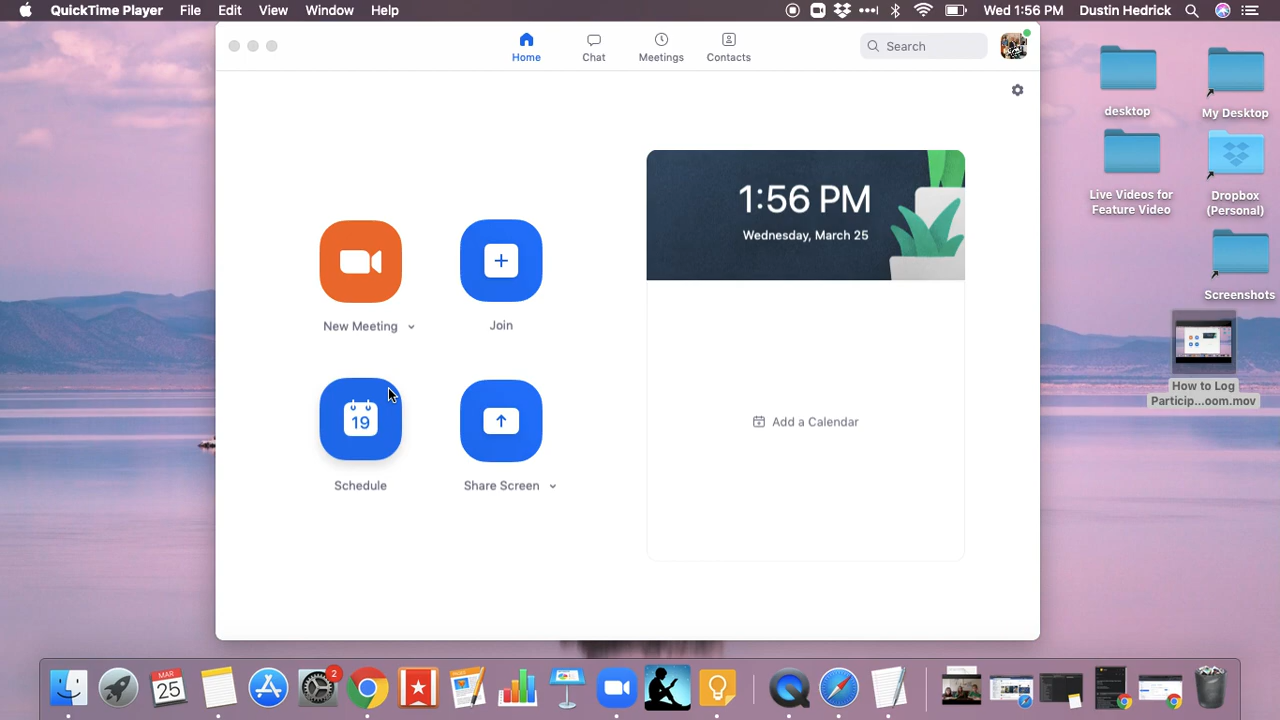 QuickTime Player File Edit View Window Help
Wed 1:56 PM Dustin Hedrick
Home Chat Meetings Contacts
Search
1:56 PM
Wednesday, March 25
New Meeting
Join
19
Schedule
Share Screen
Add a Calendar
desktop
My Desktop
Live Videos for
Feature Video
Dropbox
(Personal)
Screenshots
How to Log
Particip...oom.mov
MAR
25
2